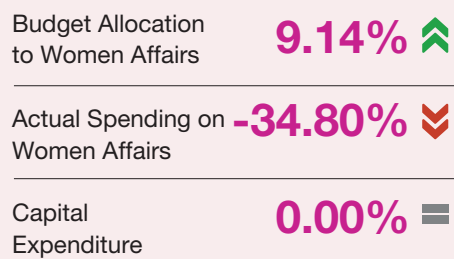 Budget Allocation
to Women Affairs
9.14%
Actual Spending on
Women Affairs
-34.80%
Capital
Expenditure
0.00%